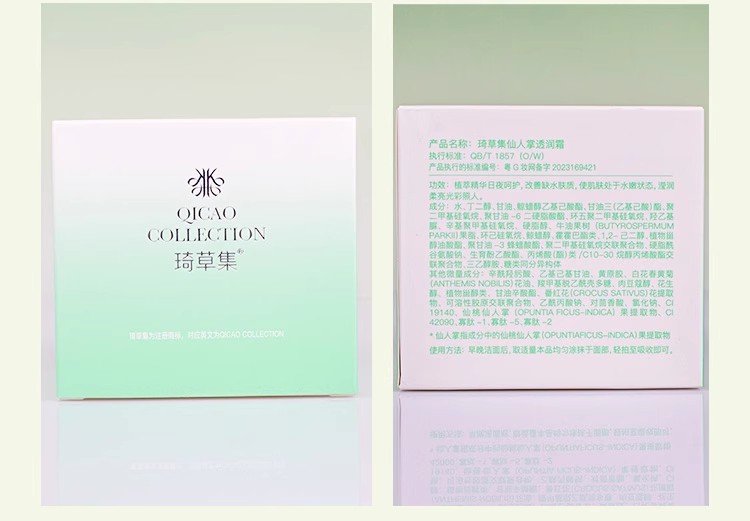 QICAO
COLLECTION
琦草集
琦草集为注册商标，对应英文为QICAO COLLECTION
产品名称：琦草集仙人掌透润霜
执行标准：QB/T 1857 (O/W)
产品执行的标准编号：粤 G 妆网备字 2023169421
功效：植萃精华日夜呵护，改善缺水肤质，使肌肤处于水嫩状态，滢润
柔亮光彩照人。
成分：水、丁二醇、甘油、鲸蜡醇乙基己酸酯、甘油三(乙基己酸)酯、聚
二甲基硅氧烷、聚甘油 -6 二硬脂酸酯、环五聚二甲基硅氧烷、羟乙基
脲、辛基聚甲基硅氧烷、硬脂醇、牛油果树 (BUTYROSPERMUM
PARKII)果脂、环己硅氧烷、鲸蜡醇、霍霍巴酯类、1,2- 己二醇、植物甾
醇油酸酯、聚甘油 -3 蜂蜡酸酯、聚二甲基硅氧烷交联聚合物、硬脂酰
谷氨酸钠、生育酚乙酸酯、丙烯酸(酯)类 /C10-30 烷醇丙烯酸酯交
联聚合物、三乙醇胺、糖类同分异构体
其他微量成分：辛酰羟肟酸、乙基己基甘油、黄原胶、白花春黄菊
(ANTHEMIS NOBILIS)花油、羧甲基脱乙酰壳多糖、肉豆蔻醇、花生
醇、植物甾醇类、甘油辛酸酯、番红花(CROCUS SATIVUS)花提取
物、可溶性胶原交联聚合物、乙酰丙酸钠、对茴香酸、氯化钠、CI
19140、仙桃仙人掌 (OPUNTIA FICUS-INDICA) 果提取物、CI
42090、寡肽 -1、寡肽 -5、寡肽 -2
* 仙人掌指成分中的仙桃仙人掌(OPUNTIAFICUS-INDICA)果提取物
使用方法：早晚洁面后，取适量本品均匀涂抹于面部，轻拍至吸收即可。